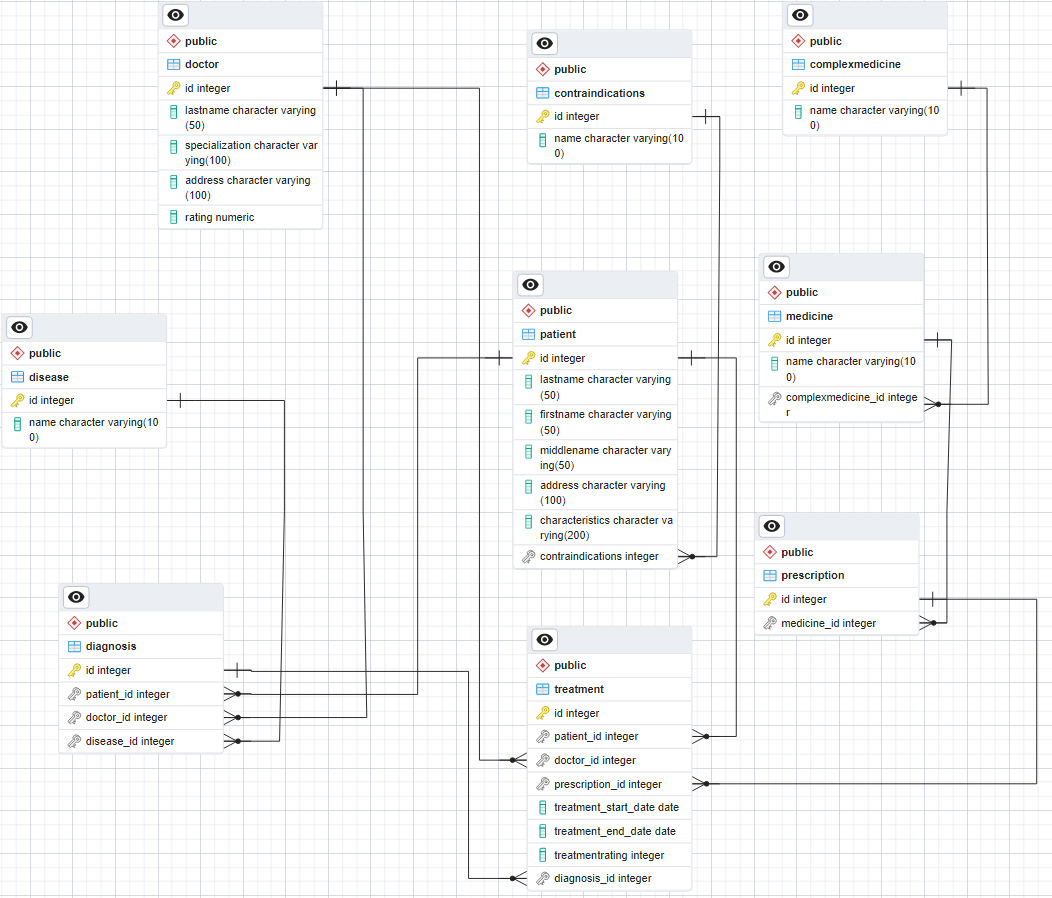 public
doctor
id integer
lastname character varying
(50)
specialization character var
ying(100)
address character varying
(100)
rating numeric
public
contraindications
id integer
name character varying(10
0)
public
complexmedicine
id integer
name character varying(10
0)
public
disease
id integer
name character varying(10
0)
public
patient
id integer
lastname character varying
(50)
firstname character varying
(50)
middlename character vary
ing(50)
address character varying
(100)
characteristics character va
rying(200)
contraindications integer
public
medicine
id integer
name character varying(10
0)
complexmedicine_id intege
r
public
prescription
id integer
medicine_id integer
public
diagnosis
id integer
patient_id integer
doctor_id integer
disease_id integer
public
treatment
id integer
patient_id integer
doctor_id integer
prescription_id integer
treatment_start_date date
treatment_end_date date
treatmentrating integer
diagnosis_id integer